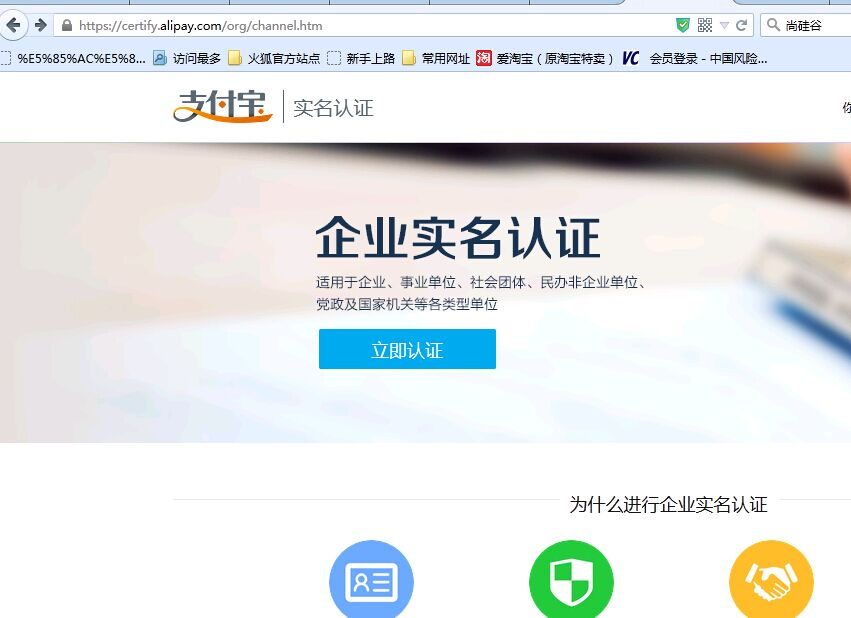 https://certify.alipay.com/org/channel.htm
尚硅谷
%E5%85%AC%E5%8...
访问最多
火狐官方站点
新手上路
常用网址
淘
爱淘宝（原淘宝特卖）
VC
会员登录 - 中国风险...
支付宝
实名认证
你
企业实名认证
适用于企业、事业单位、社会团体、民办非企业单位、
党政及国家机关等各类型单位
立即认证
为什么进行企业实名认证